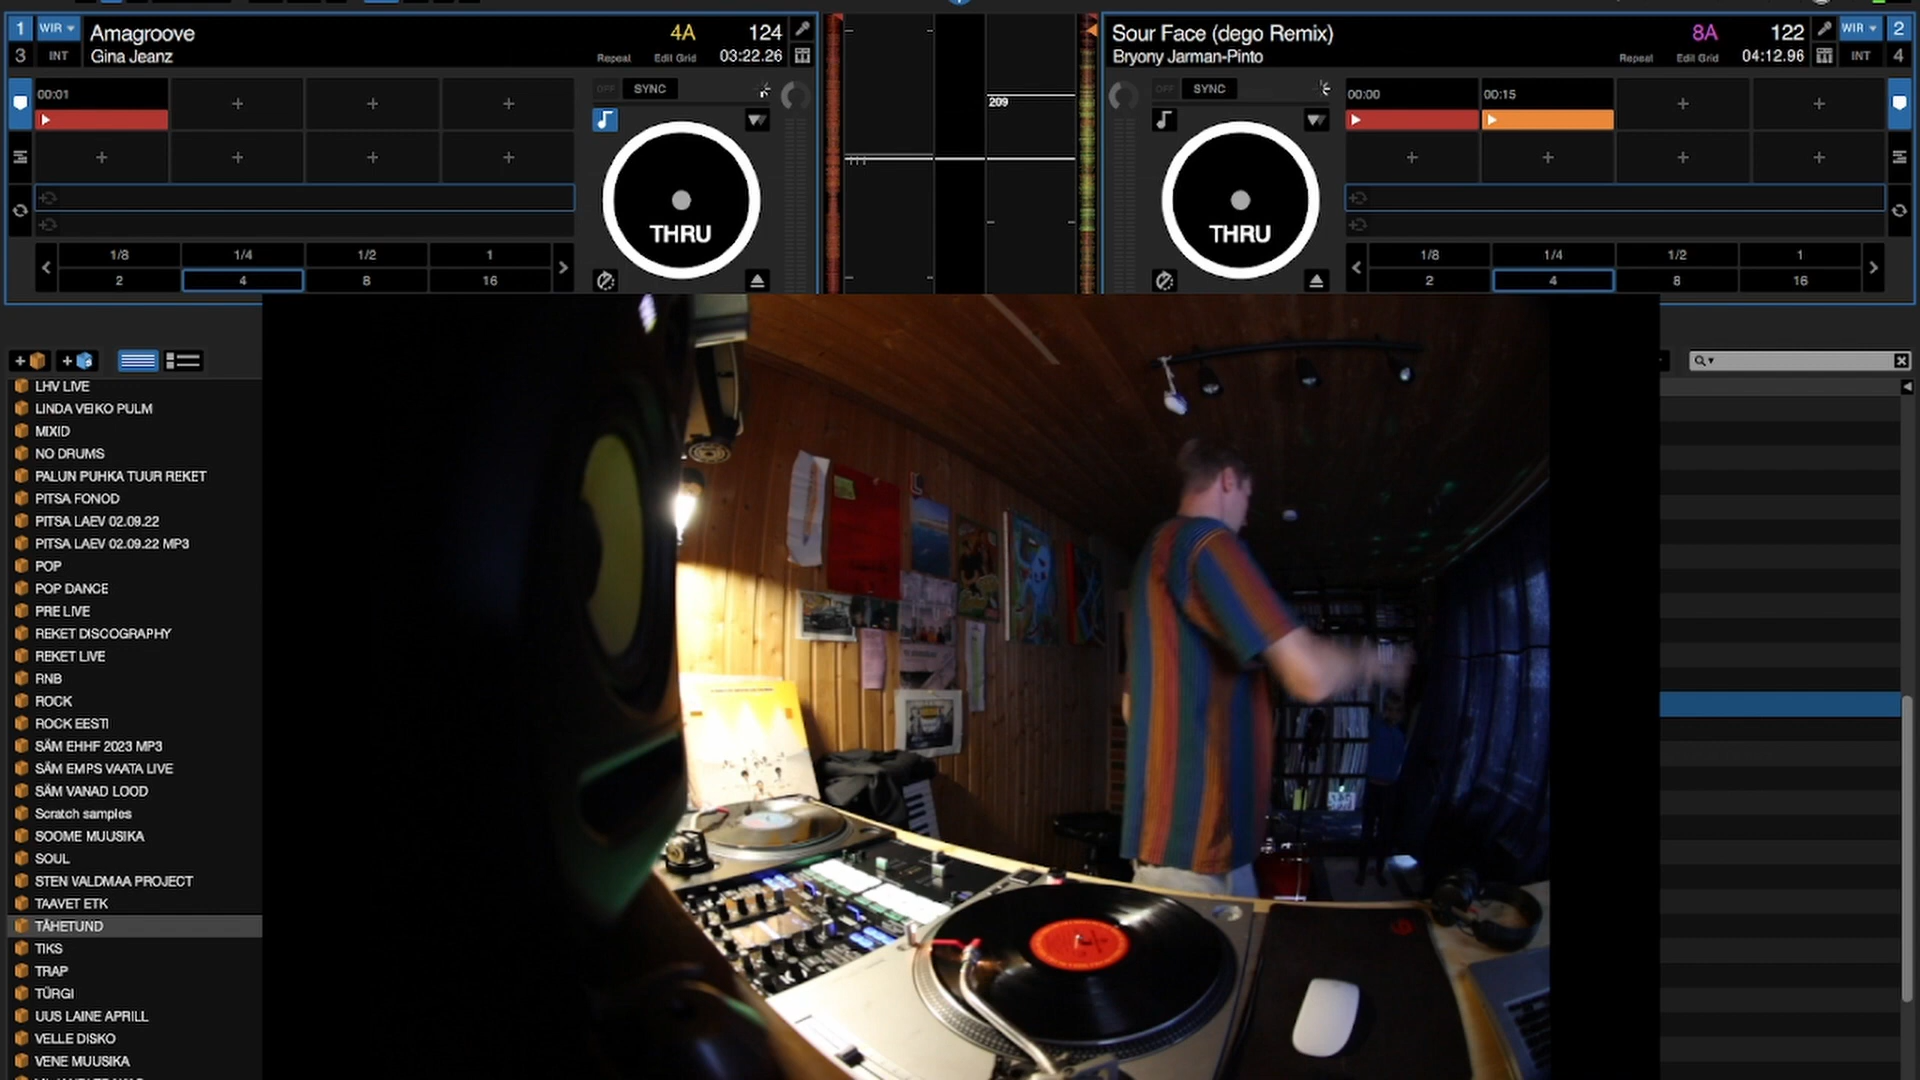 1 WIR Amagroove 4A 124
3 INT Gina Jeanz Repeat Edit Grid 03:22.26
00:01
OFF SYNC
THRU
1/8 1/4 1/2 1
2 4 8 16
209
Sour Face (dego Remix) 8A 122 WIR 2
Bryony Jarman-Pinto Repeat Edit Grid 04:12.96 INT 4
OFF SYNC
00:00 00:15
THRU
1/8 1/4 1/2 1
2 4 8 16
LHV LIVE
LINDA VEIKO PULM
MIXID
NO DRUMS
PALUN PUHKA TUUR REKET
PITSA FONOD
PITSA LAEV 02.09.22
PITSA LAEV 02.09.22 MP3
POP
POP DANCE
PRE LIVE
REKET DISCOGRAPHY
REKET LIVE
RNB
ROCK
ROCK EESTI
SÄM EHHF 2023 MP3
SÄM EMPS VAATA LIVE
SÄM VANAD LOOD
Scratch samples
SOOME MUUSIKA
SOUL
STEN VALDMAA PROJECT
TAAVET ETK
TÄHETUND
TIKS
TRAP
TÜRGI
UUS LAINE APRILL
VELLE DISKO
VENE MUUSIKA